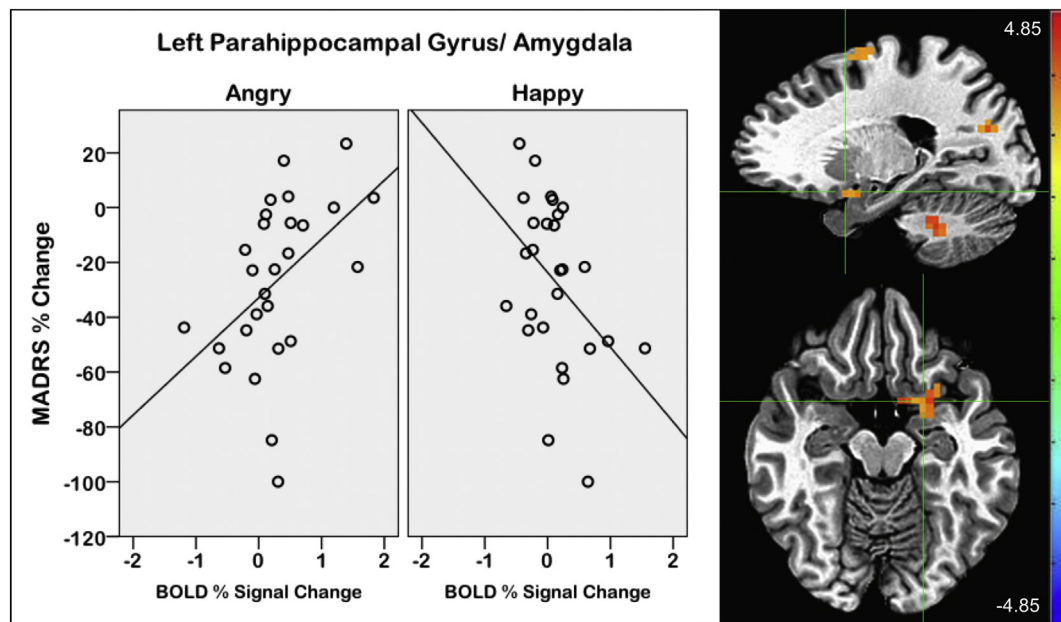 Left Parahippocampal Gyrus/ Amygdala
Angry
Happy
MADRS % Change
20
0
-20
-40
-60
-80
-100
-120
-2 -1 0 1 2
-2 -1 0 1 2
BOLD % Signal Change
BOLD % Signal Change
4.85
-4.85